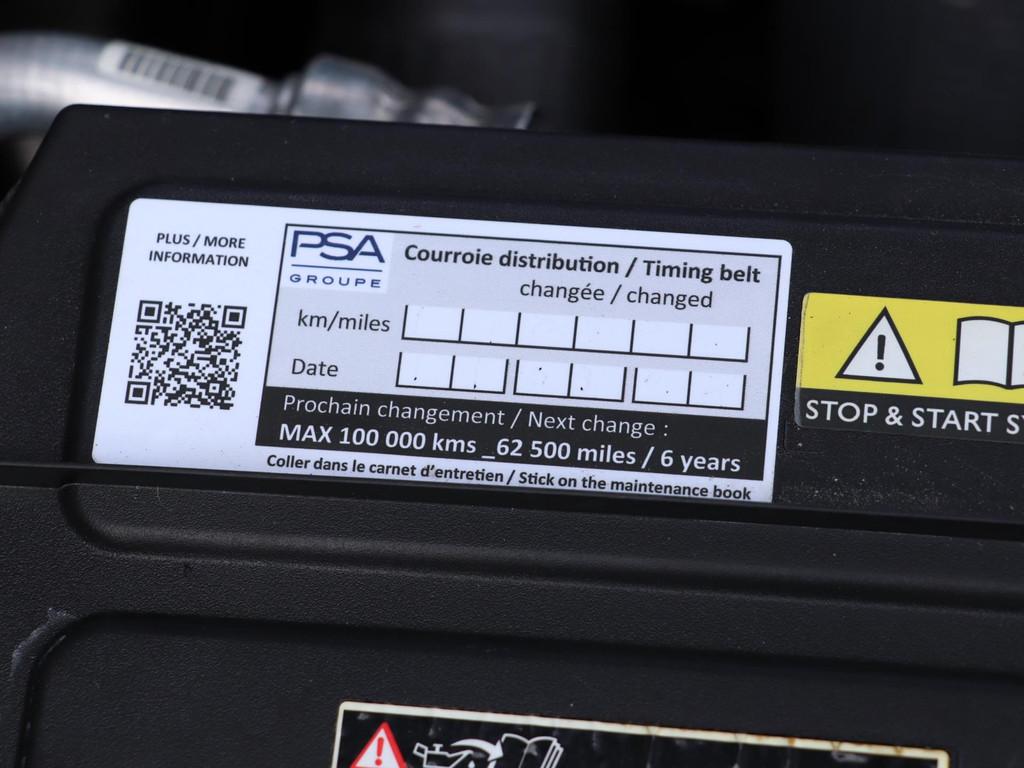 PLUS / MORE
INFORMATION
PSA
GROUPE
Courroie distribution / Timing belt
changée / changed
km/miles
Date
Prochain changement / Next change :
MAX 100 000 kms _62 500 miles / 6 years
Coller dans le carnet d'entretien / Stick on the maintenance book
STOP & START S